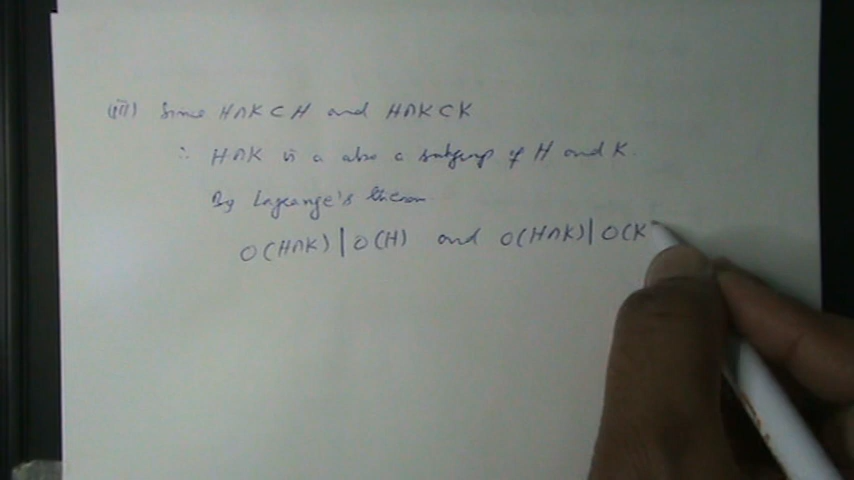 (iii) Since H∩K ⊂ H and H∩K ⊂ K
∴ H∩K is a also a subgroup of H and K.
By Lagrange's theorem
O(H∩K) | O(H) and O(H∩K) | O(K